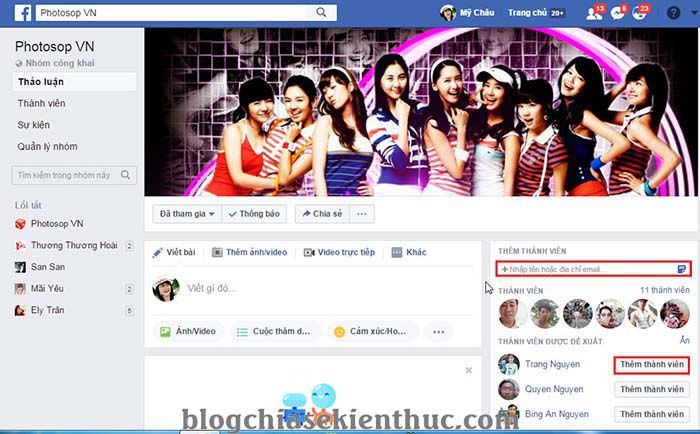 Photosop VN
Mỹ Châu
Trang chủ 20+
13
8
23
Photosop VN
Nhóm công khai
Thảo luận
Thành viên
Sự kiện
Quản lý nhóm
Tìm kiếm trong nhóm này
Lối tắt
Photosop VN
Thương Thương Hoài 2
San San
Mãi Yêu 2
Ely Trần 4
Đã tham gia
Thông báo
Chia sẻ
Viết bài
Thêm ảnh/video
Video trực tiếp
Khác
Viết gì đó...
Ảnh/Video
Cuộc thăm d...
Cảm xúc/Ho...
THÊM THÀNH VIÊN
+ Nhập tên hoặc địa chỉ email...
THÀNH VIÊN
11 thành viên
THÀNH VIÊN ĐƯỢC ĐỀ XUẤT
Ẩn
Trang Nguyen
Thêm thành viên
Quyen Nguyen
Thêm thành viên
Bing An Nguyen
Thêm thành viên
blogchiasekienthuc.com